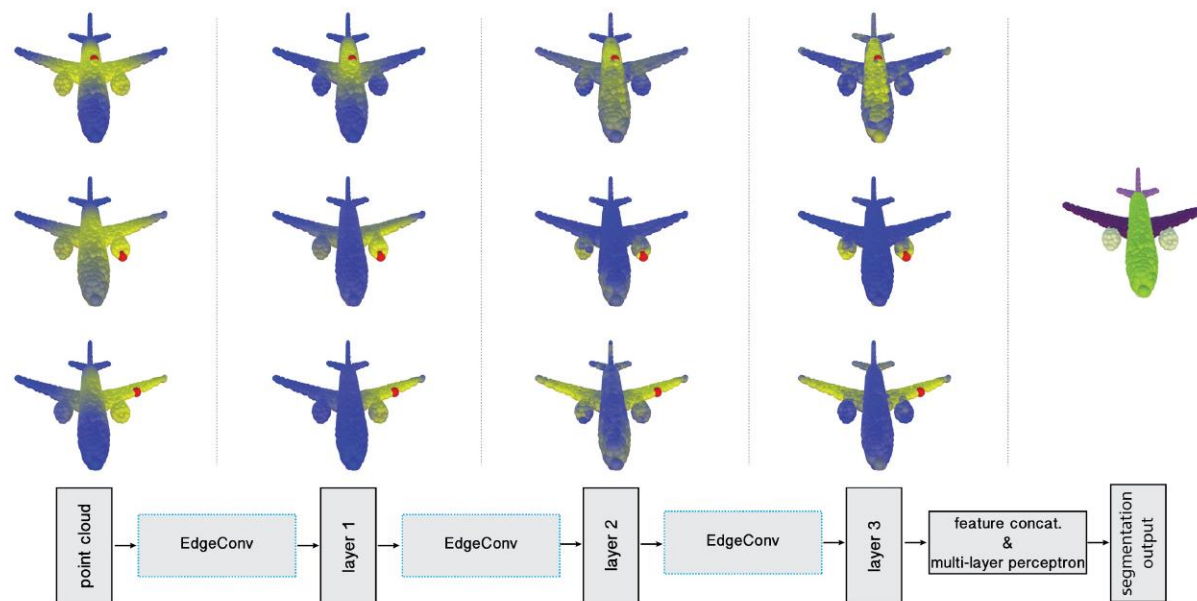 point cloud
EdgeConv
layer 1
EdgeConv
layer 2
EdgeConv
layer 3
feature concat.
&
multi-layer perceptron
segmentation
output